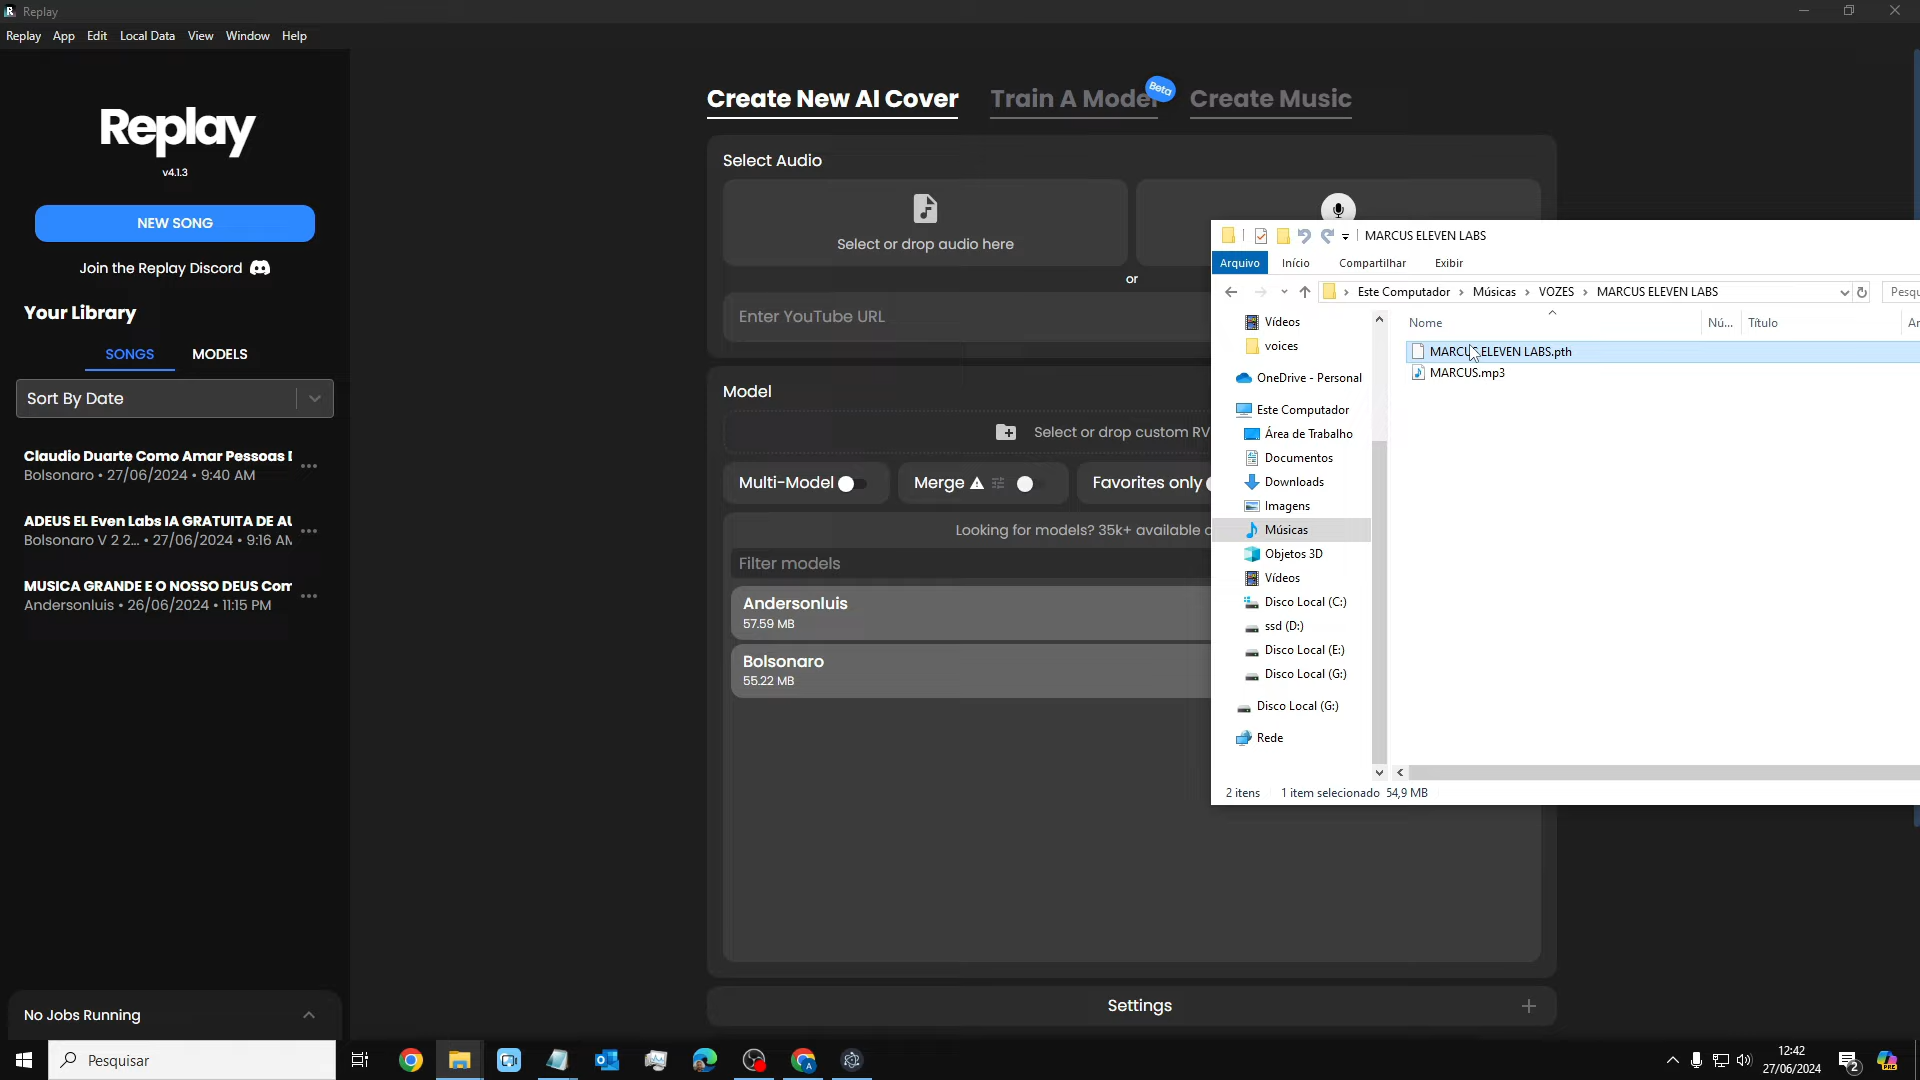 Replay
Replay App Edit Local Data View Window Help
Replay
v4.1.3
NEW SONG
Join the Replay Discord
Your Library
SONGS MODELS
Sort By Date
Claudio Duarte Como Amar Pessoas
Bolsonaro • 27/06/2024 • 9:40 AM
ADEUS EL Even Labs IA GRATUITA DE
Bolsonaro V 2 2... • 27/06/2024 • 9:16 AM
MUSICA GRANDE E O NOSSO DEUS Com
Andersonluis • 26/06/2024 • 11:15 PM
No Jobs Running
Create New AI Cover Train A Model Beta Create Music
Select Audio
Select or drop audio here
or
Enter YouTube URL
Model
Select or drop custom RV
Multi-Model Merge Favorites only
Looking for models? 35k+ available
Filter models
Andersonluis
57.59 MB
Bolsonaro
55.22 MB
Settings
MARCUS ELEVEN LABS
Arquivo Início Compartilhar Exibir
Este Computador Músicas VOZES MARCUS ELEVEN LABS
Pesqu
Nome Nú... Título Ar
MARCUS ELEVEN LABS.pth
MARCUS.mp3
Vídeos
voices
OneDrive - Personal
Este Computador
Área de Trabalho
Documentos
Downloads
Imagens
Músicas
Objetos 3D
Vídeos
Disco Local (C:)
ssd (D:)
Disco Local (E:)
Disco Local (G:)
Disco Local (G:)
Rede
2 itens 1 item selecionado 54,9 MB
Pesquisar
12:42
27/06/2024
2